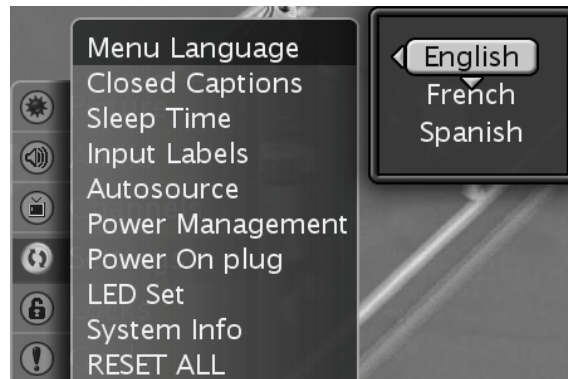 Menu Language
Closed Captions
Sleep Time
Input Labels
Autosource
Power Management
Power On plug
LED Set
System Info
RESET ALL
English
French
Spanish